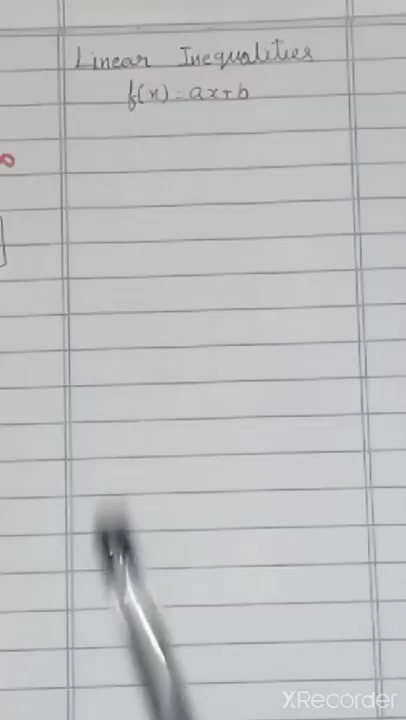 Linear Inequalities
f(x) = ax+b
∞
XRecorder